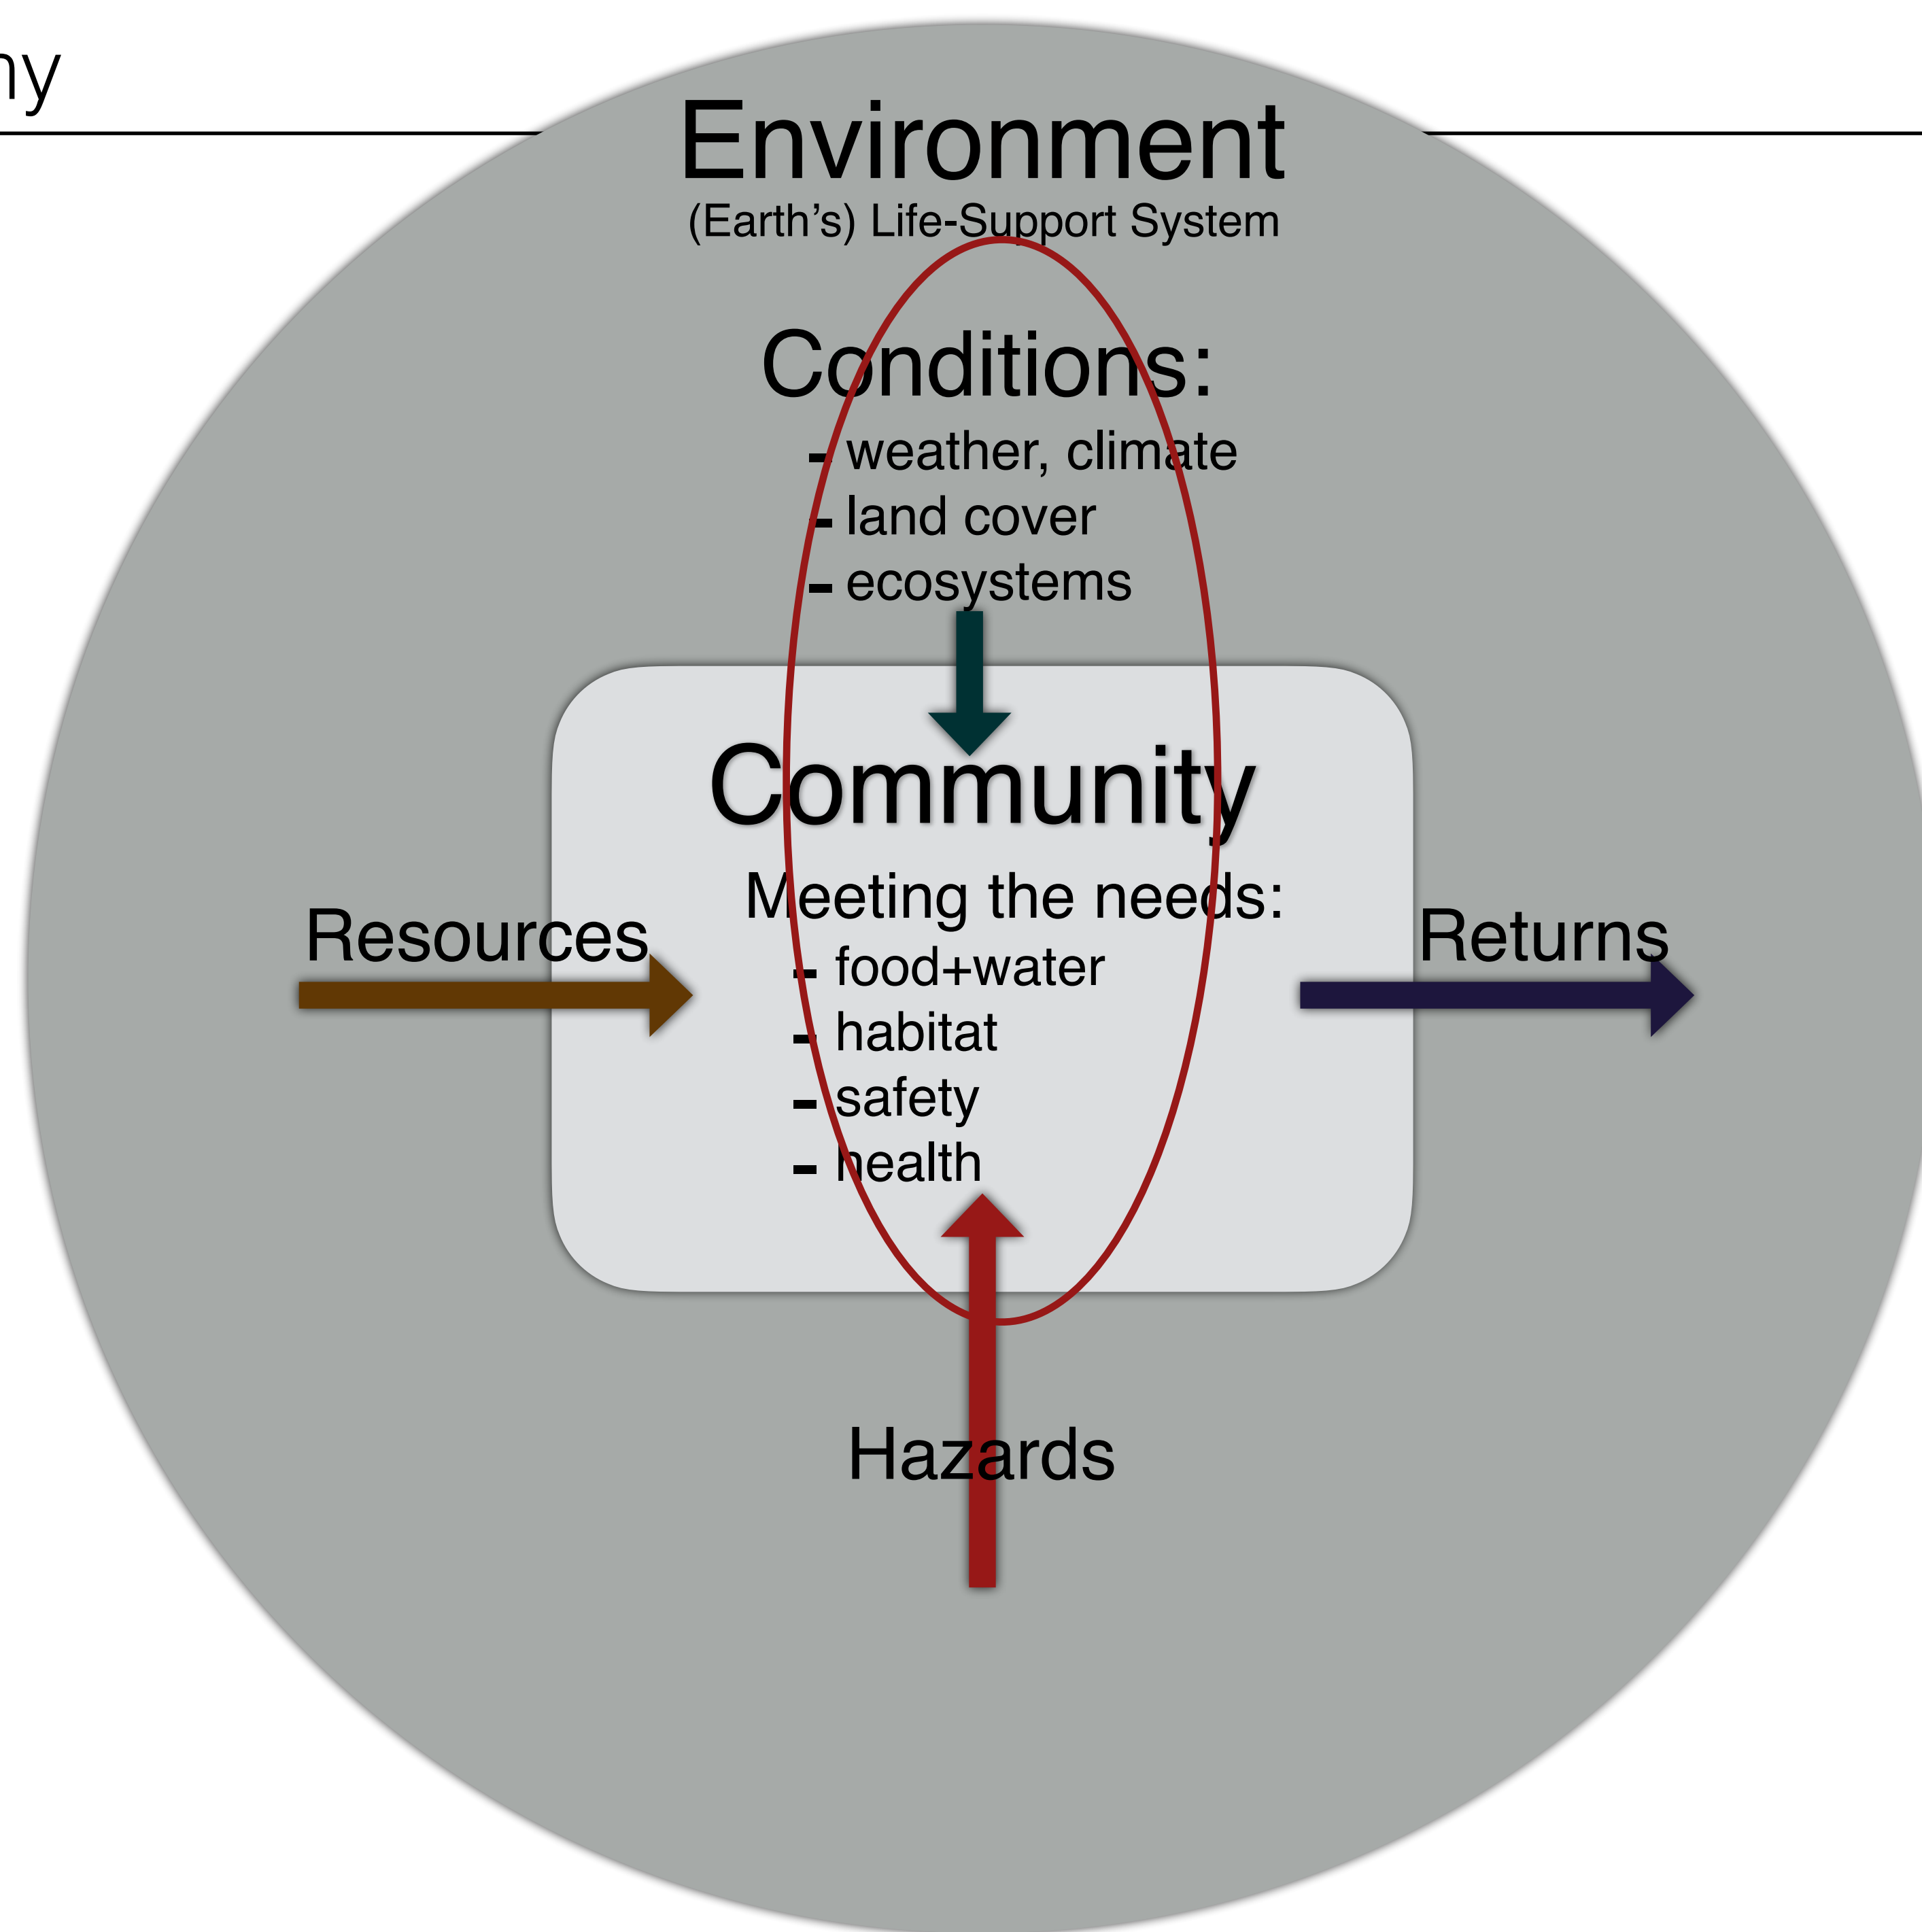 Environment
(Earth's) Life-Support System
Conditions:
- weather, climate
- land cover
- ecosystems
Community
Meeting the needs:
- food+water
- habitat
- safety
- health
Resources
Returns
Hazards